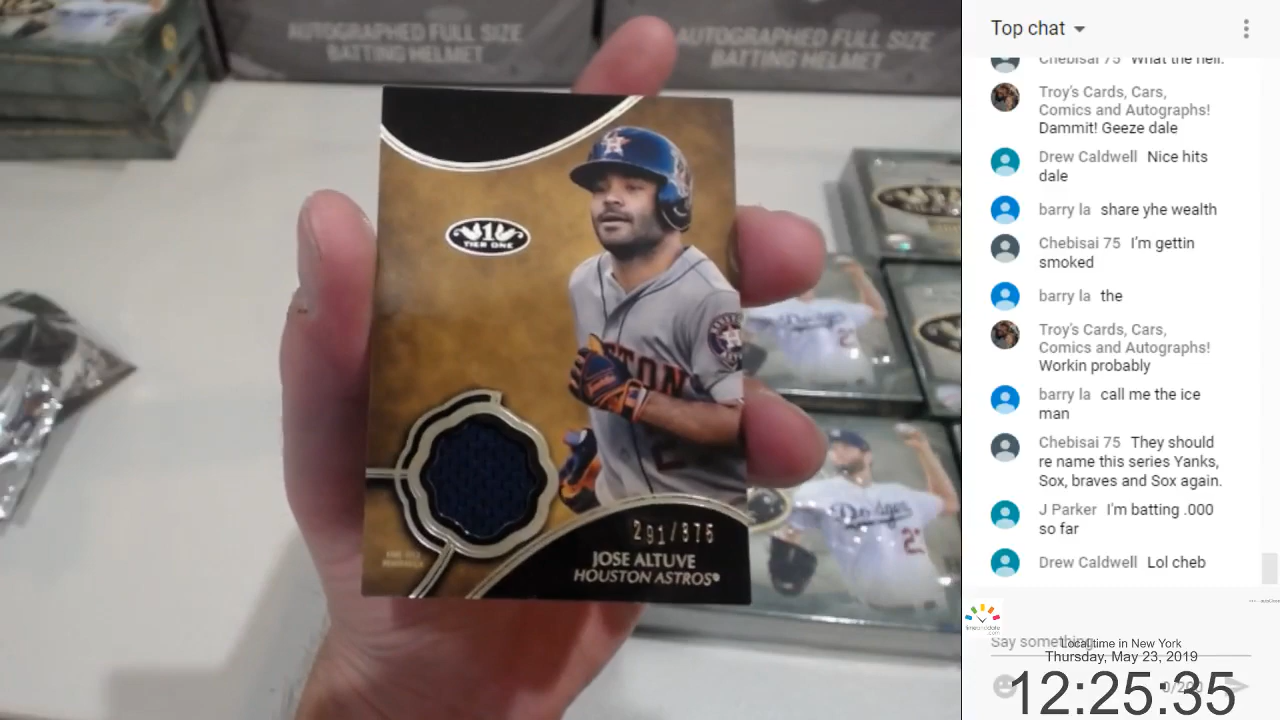 AUTOGRAPHED FULL SIZE
BATTING HELMET
AUTOGRAPHED FULL SIZE
BATTING HELMET
1
TIER ONE
TON
291/375
JOSE ALTUVE
HOUSTON ASTROS®
Dodgers
Top chat
Chebisai 75 What the hell.
Troy's Cards, Cars,
Comics and Autographs!
Dammit! Geeze dale
Drew Caldwell Nice hits
dale
barry la share yhe wealth
Chebisai 75 I'm gettin
smoked
barry la the
Troy's Cards, Cars,
Comics and Autographs!
Workin probably
barry la call me the ice
man
Chebisai 75 They should
re name this series Yanks,
Sox, braves and Sox again.
J Parker I'm batting .000
so far
Drew Caldwell Lol cheb
Say something...
Local time in New York
Thursday, May 23, 2019
12:25:35